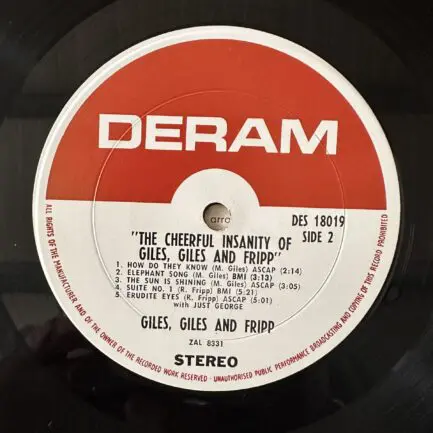 DERAM
arro
DES 18019
"THE CHEERFUL INSANITY OF
SIDE 2
GILES, GILES AND FRIPP"
1. HOW DO THEY KNOW (M. Giles) ASCAP (2:14)
2. ELEPHANT SONG (M. Giles) BMI (3:13)
3. THE SUN IS SHINING (M. Giles) ASCAP (3:05)
4. SUITE NO. 1 (R. Fripp) BMI (5:21)
5. ERUDITE EYES (R. Fripp) ASCAP (5:01)
with JUST GEORGE
GILES, GILES AND FRIPP
ZAL 8331
STEREO
ALL RIGHTS OF THE MANUFACTURER AND OF THE OWNER OF THE RECORDED WORK RESERVED · UNAUTHORISED PUBLIC PERFORMANCE BROADCASTING AND COPYING OF THIS RECORD PROHIBITED